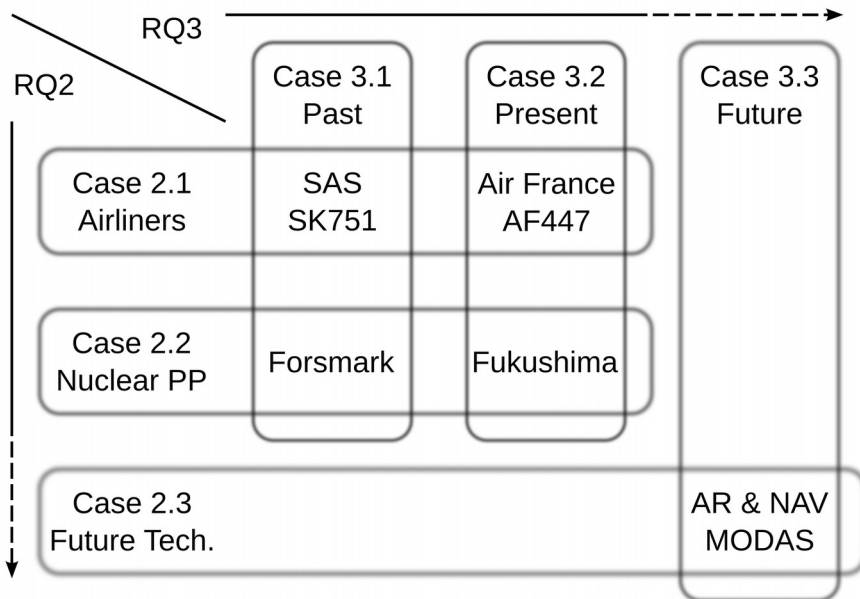 RQ3
RQ2
Case 3.1
Past
Case 3.2
Present
Case 3.3
Future
Case 2.1
Airliners
SAS
SK751
Air France
AF447
Case 2.2
Nuclear PP
Forsmark
Fukushima
Case 2.3
Future Tech.
AR & NAV
MODAS